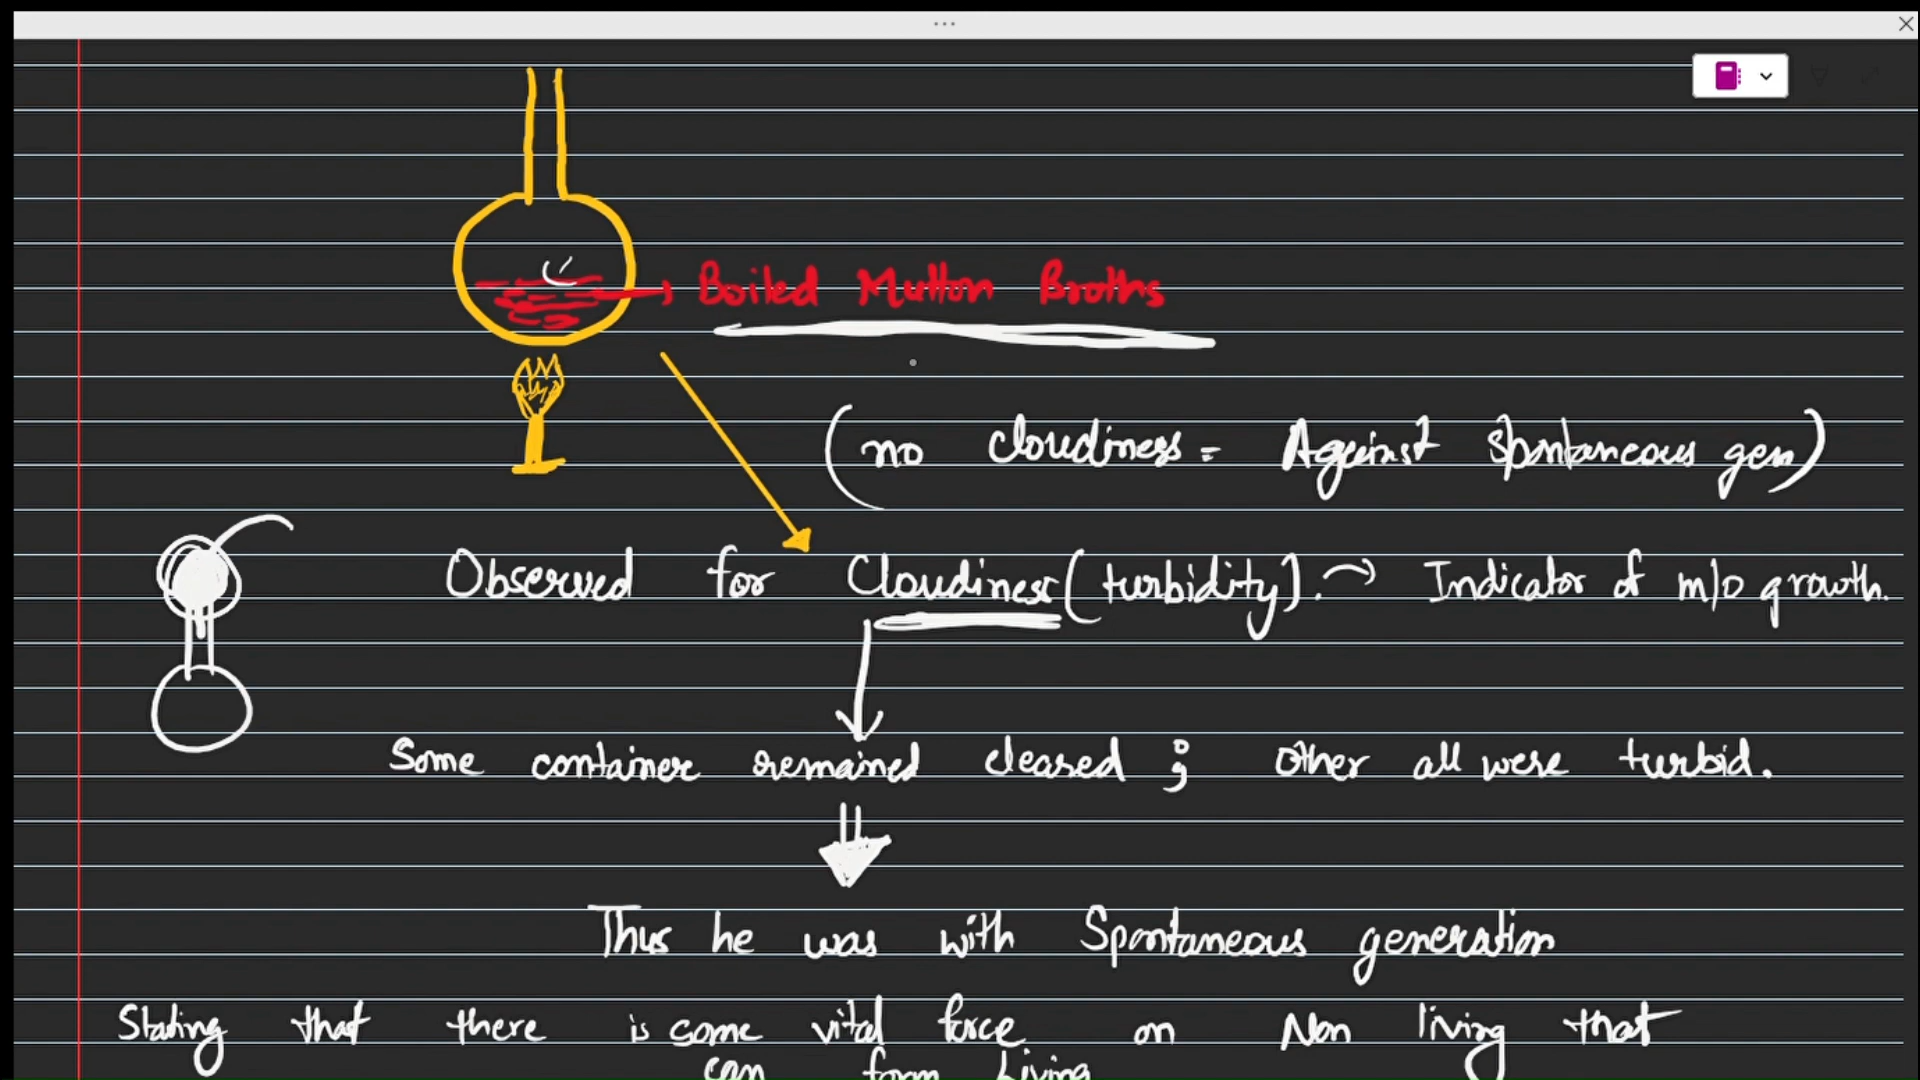 Boiled Mutton Broths
(no cloudiness = Against spontaneous gen)
Observed for Cloudiness (turbidity). → Indicator of m/o growth.
Some container remained cleared ; Other all were turbid.
Thus he was with Spontaneous generation
Stating that there is some vital force on Non living that
can form Living